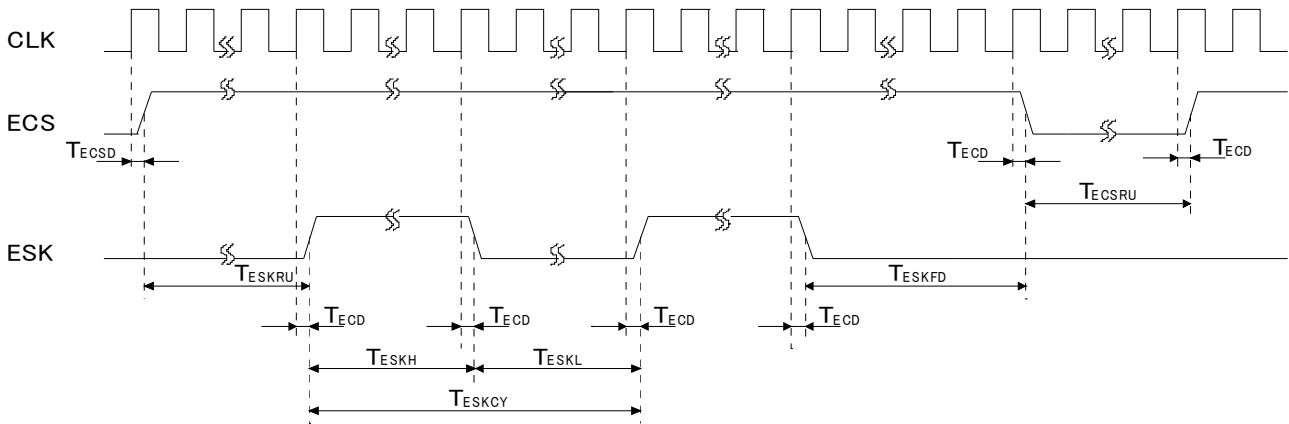 CLK
ECS
TECSD
TECD
TECD
TECSRU
ESK
TESKRU
TESKFD
TECD
TECD
TECD
TECD
TESKH
TESKL
TESKCY